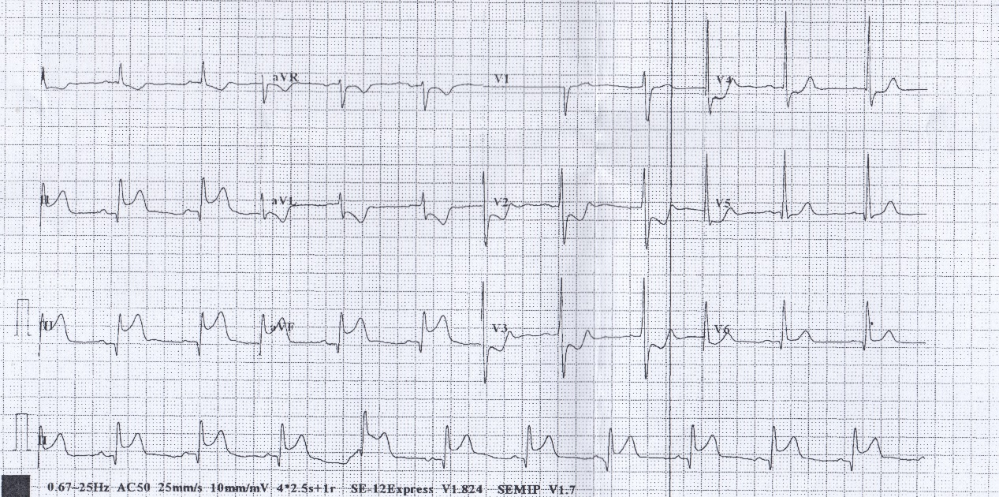 aVR V1 V4
II aVL V2 V5
aVF V3 V6
II
0.67~25Hz AC50 25mm/s 10mm/mV 4*2.5s+1r SE-12Express V1.824 SEMIP V1.7